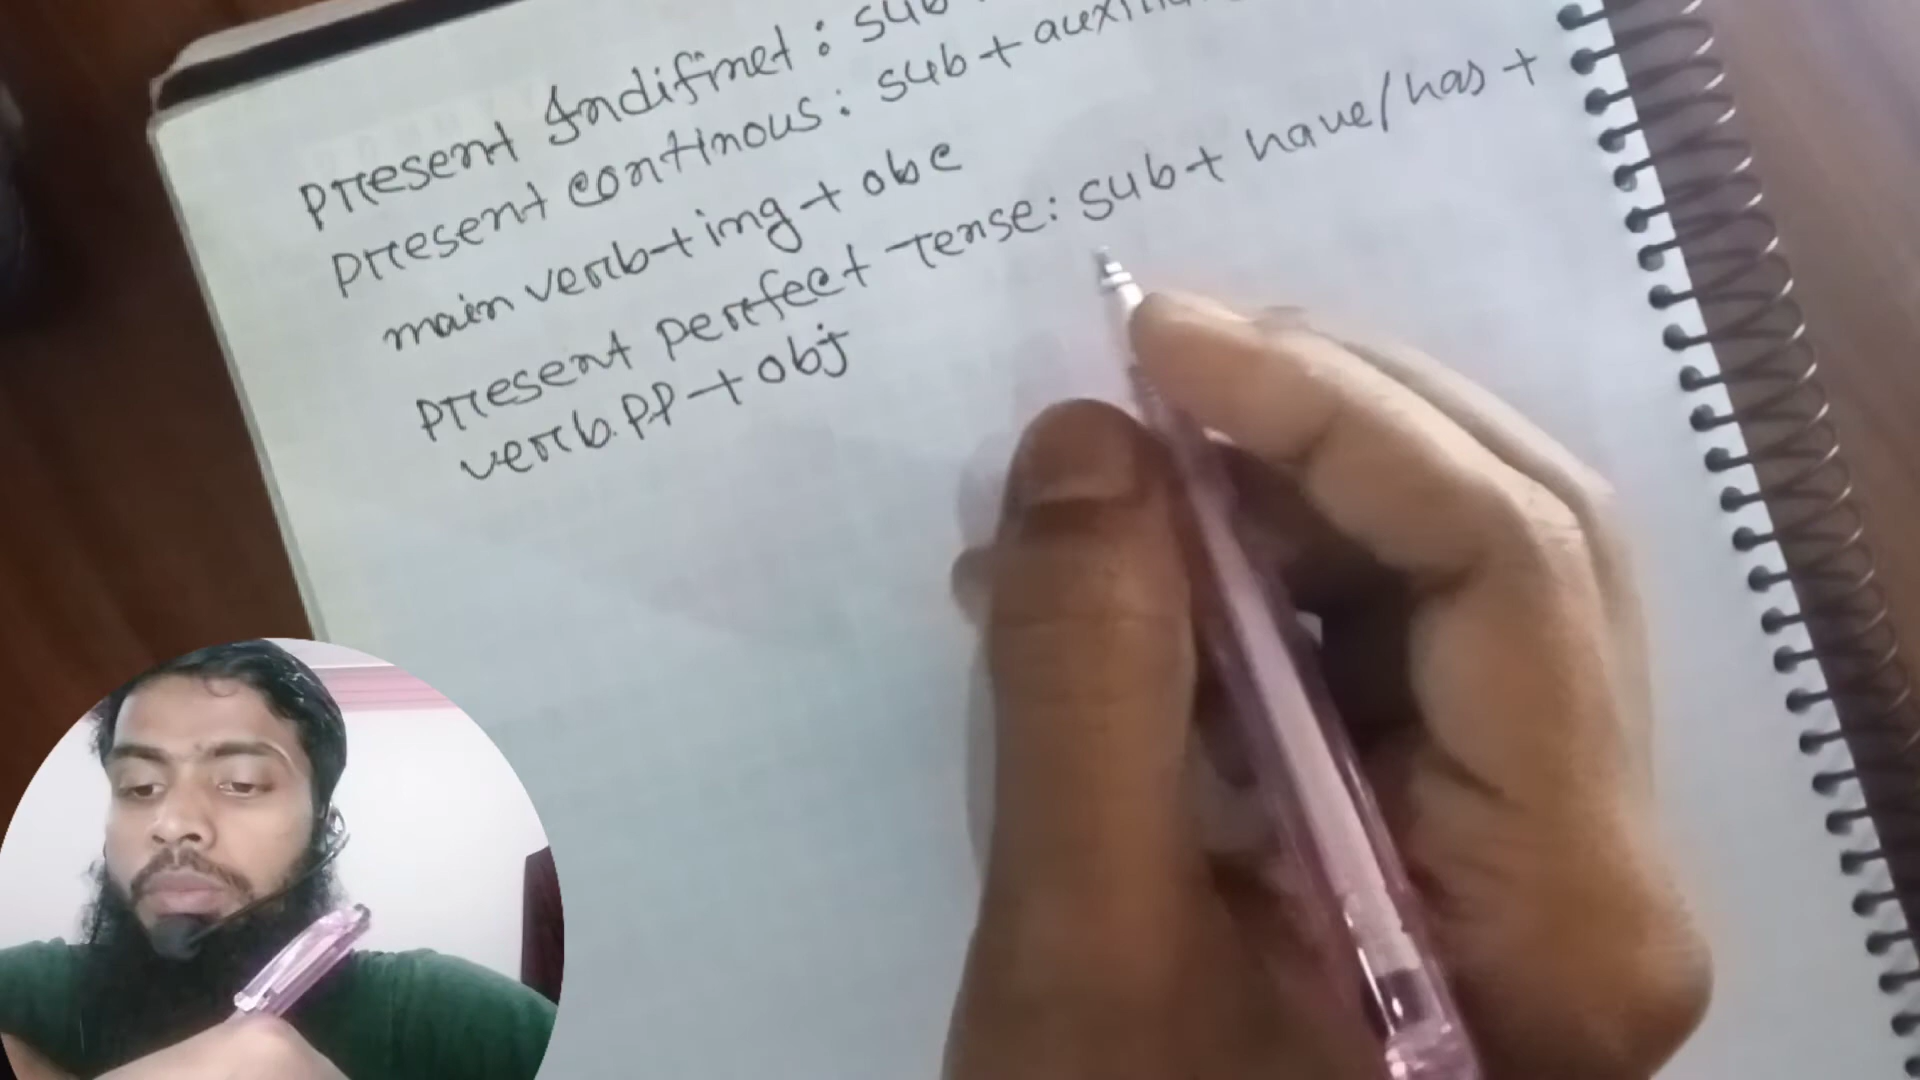 Present Indifinet : sub
Present continous : sub + auxili
main verb + ing + obe
Present perfect tense: sub + have/has +
verb.pp + obj